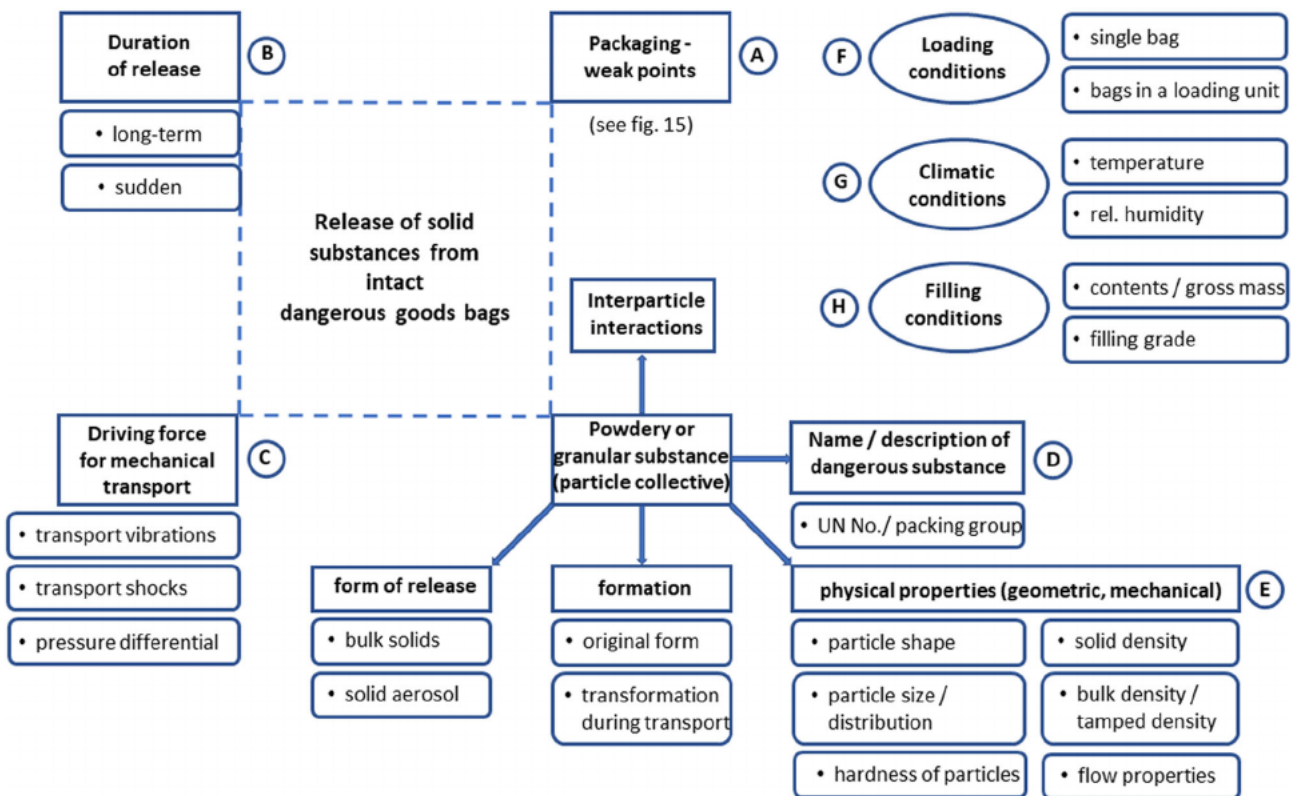 Duration
of release
B
• long-term
• sudden
Packaging -
weak points
A
(see fig. 15)
F
Loading
conditions
• single bag
• bags in a loading unit
G
Climatic
conditions
• temperature
• rel. humidity
H
Filling
conditions
• contents / gross mass
• filling grade
Release of solid
substances from
intact
dangerous goods bags
Interparticle
interactions
Driving force
for mechanical
transport
C
• transport vibrations
• transport shocks
• pressure differential
Powdery or
granular substance
(particle collective)
Name / description of
dangerous substance
D
• UN No./ packing group
form of release
• bulk solids
• solid aerosol
formation
• original form
• transformation
during transport
physical properties (geometric, mechanical)
E
• particle shape
• particle size /
distribution
• hardness of particles
• solid density
• bulk density /
tamped density
• flow properties